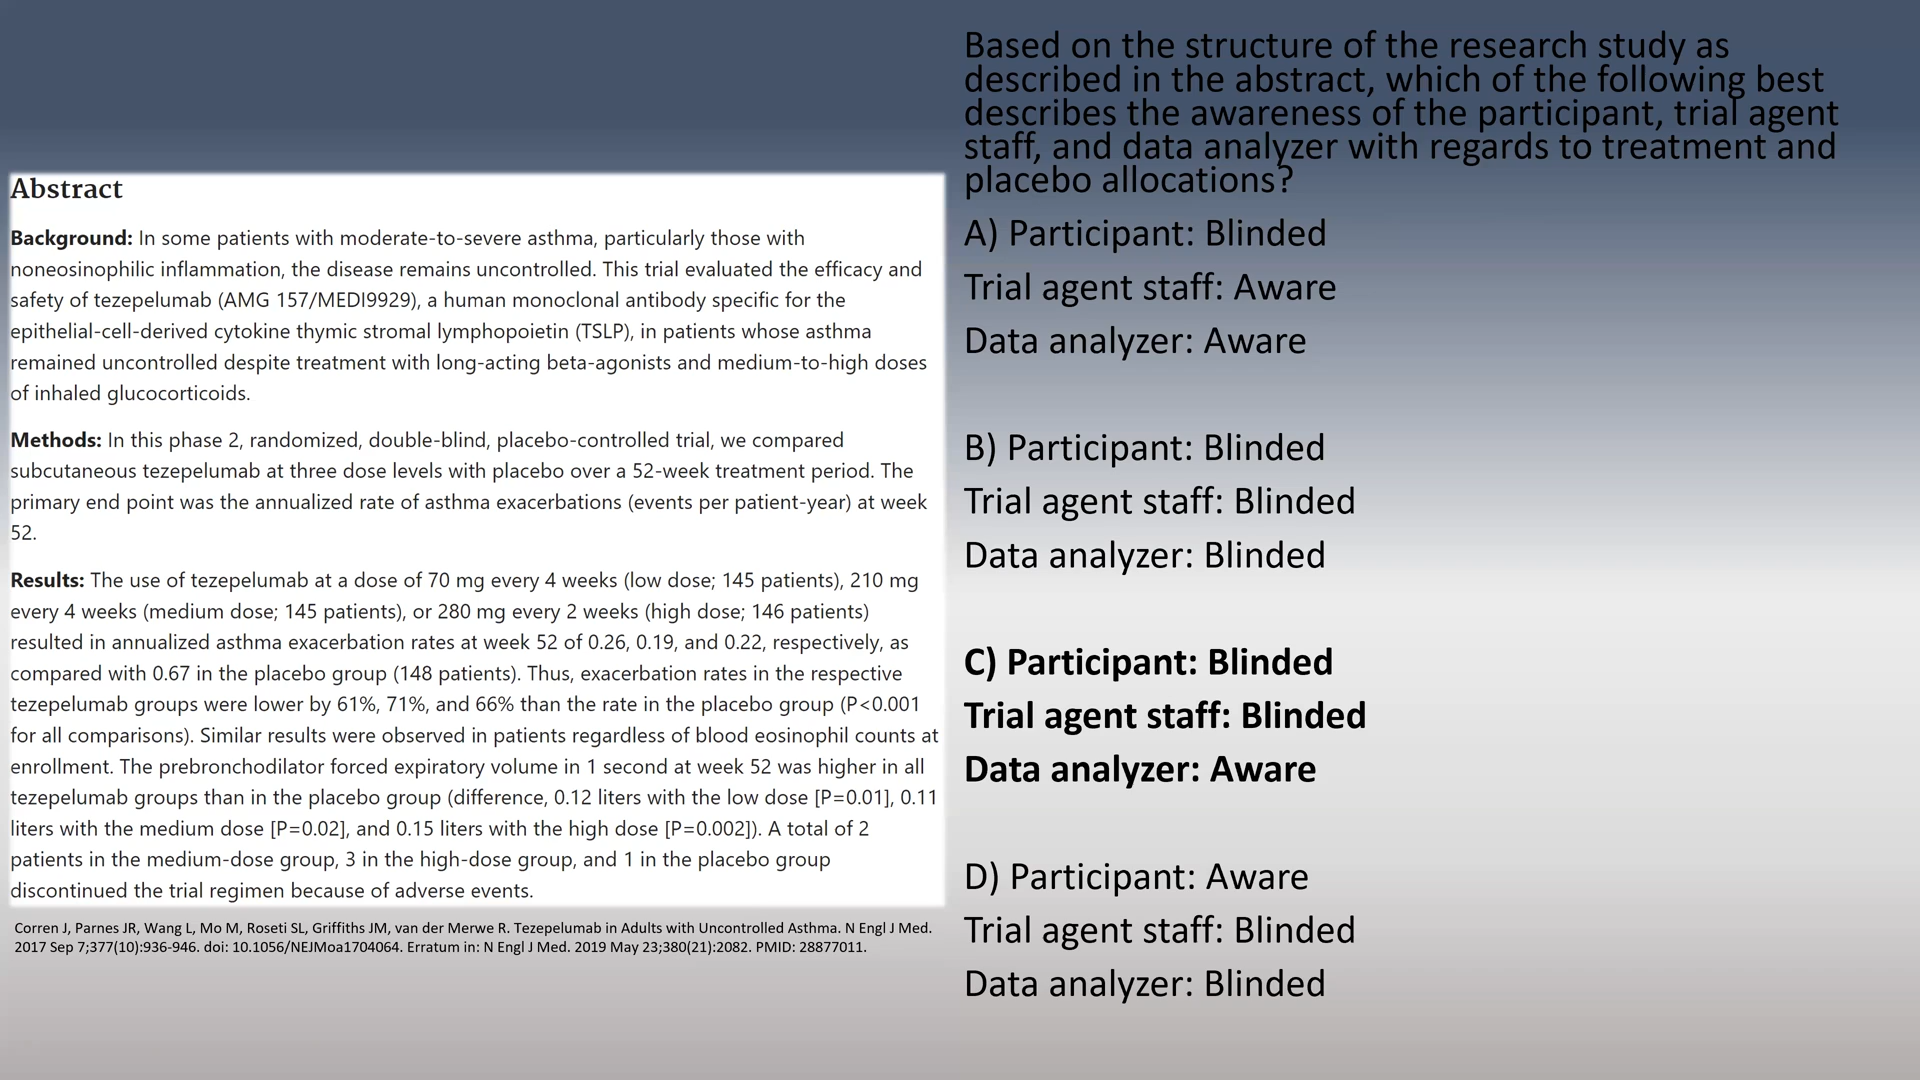 Abstract
Background: In some patients with moderate-to-severe asthma, particularly those with
noneosinophilic inflammation, the disease remains uncontrolled. This trial evaluated the efficacy and
safety of tezepelumab (AMG 157/MEDI9929), a human monoclonal antibody specific for the
epithelial-cell-derived cytokine thymic stromal lymphopoietin (TSLP), in patients whose asthma
remained uncontrolled despite treatment with long-acting beta-agonists and medium-to-high doses
of inhaled glucocorticoids.
Methods: In this phase 2, randomized, double-blind, placebo-controlled trial, we compared
subcutaneous tezepelumab at three dose levels with placebo over a 52-week treatment period. The
primary end point was the annualized rate of asthma exacerbations (events per patient-year) at week
52.
Results: The use of tezepelumab at a dose of 70 mg every 4 weeks (low dose; 145 patients), 210 mg
every 4 weeks (medium dose; 145 patients), or 280 mg every 2 weeks (high dose; 146 patients)
resulted in annualized asthma exacerbation rates at week 52 of 0.26, 0.19, and 0.22, respectively, as
compared with 0.67 in the placebo group (148 patients). Thus, exacerbation rates in the respective
tezepelumab groups were lower by 61%, 71%, and 66% than the rate in the placebo group (P<0.001
for all comparisons). Similar results were observed in patients regardless of blood eosinophil counts at
enrollment. The prebronchodilator forced expiratory volume in 1 second at week 52 was higher in all
tezepelumab groups than in the placebo group (difference, 0.12 liters with the low dose [P=0.01], 0.11
liters with the medium dose [P=0.02], and 0.15 liters with the high dose [P=0.002]). A total of 2
patients in the medium-dose group, 3 in the high-dose group, and 1 in the placebo group
discontinued the trial regimen because of adverse events.
Corren J, Parnes JR, Wang L, Mo M, Roseti SL, Griffiths JM, van der Merwe R. Tezepelumab in Adults with Uncontrolled Asthma. N Engl J Med.
2017 Sep 7;377(10):936-946. doi: 10.1056/NEJMoa1704064. Erratum in: N Engl J Med. 2019 May 23;380(21):2082. PMID: 28877011.
Based on the structure of the research study as
described in the abstract, which of the following best
describes the awareness of the participant, trial agent
staff, and data analyzer with regards to treatment and
placebo allocations?
A) Participant: Blinded
Trial agent staff: Aware
Data analyzer: Aware
B) Participant: Blinded
Trial agent staff: Blinded
Data analyzer: Blinded
C) Participant: Blinded
Trial agent staff: Blinded
Data analyzer: Aware
D) Participant: Aware
Trial agent staff: Blinded
Data analyzer: Blinded